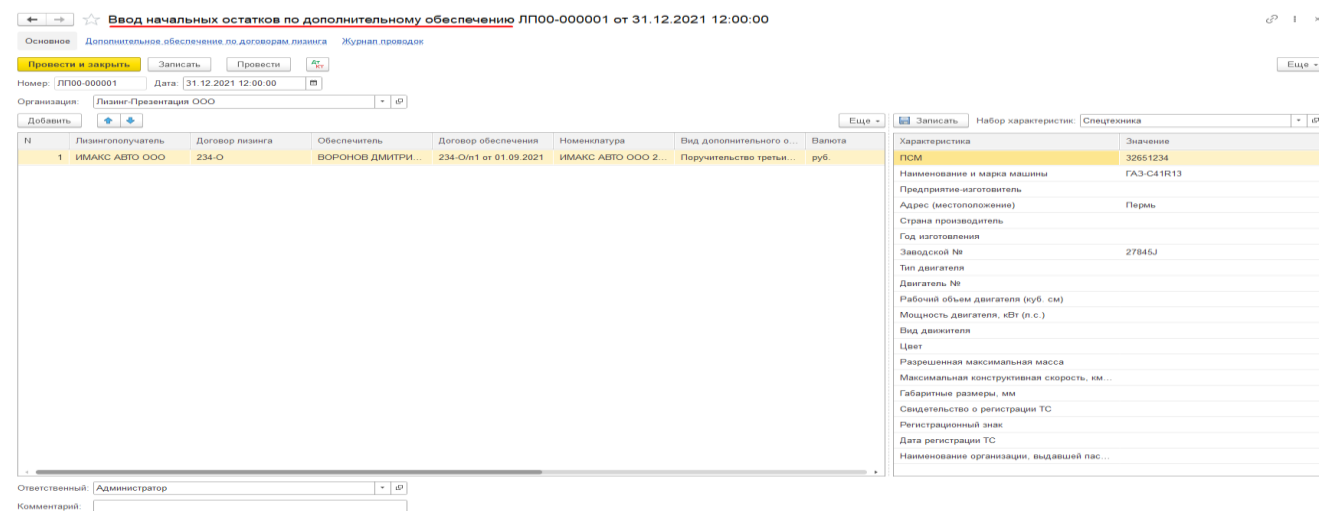 Ввод начальных остатков по дополнительному обеспечению ЛП00-000001 от 31.12.2021 12:00:00
Основное Дополнительное обеспечение по договорам лизинга Журнал проводок
Провести и закрыть Записать Провести Дт Кт Еще
Номер: ЛП00-000001 Дата: 31.12.2021 12:00:00
Организация: Лизинг-Презентация ООО
Добавить Еще Записать Набор характеристик: Спецтехника
N Лизингополучатель Договор лизинга Обеспечитель Договор обеспечения Номенклатура Вид дополнительного о... Валюта Характеристика Значение
1 ИМАКС АВТО ООО 234-О ВОРОНОВ ДМИТРИ... 234-О/п1 от 01.09.2021 ИМАКС АВТО ООО 2... Поручительство третьи... руб. ПСМ 32651234
Наименование и марка машины ГАЗ-С41R13
Предприятие-изготовитель
Адрес (местоположение) Пермь
Страна производитель
Год изготовления
Заводской № 27845J
Тип двигателя
Двигатель №
Рабочий объем двигателя (куб. см)
Мощность двигателя, кВт (л.с.)
Вид движителя
Цвет
Разрешенная максимальная масса
Максимальная конструктивная скорость, км...
Габаритные размеры, мм
Свидетельство о регистрации ТС
Регистрационный знак
Дата регистрации ТС
Наименование организации, выдавшей пас...
Ответственный: Администратор
Комментарий: